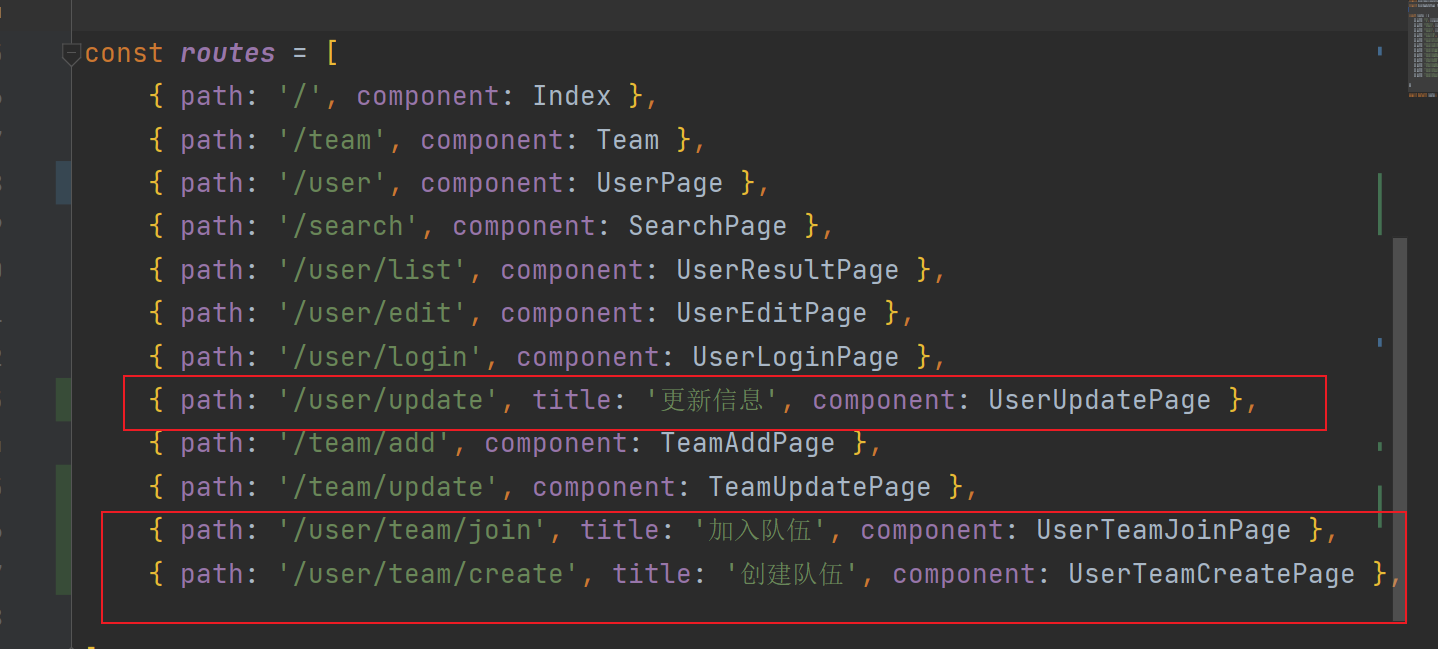 const routes = [
{ path: '/', component: Index },
{ path: '/team', component: Team },
{ path: '/user', component: UserPage },
{ path: '/search', component: SearchPage },
{ path: '/user/list', component: UserResultPage },
{ path: '/user/edit', component: UserEditPage },
{ path: '/user/login', component: UserLoginPage },
{ path: '/user/update', title: '更新信息', component: UserUpdatePage },
{ path: '/team/add', component: TeamAddPage },
{ path: '/team/update', component: TeamUpdatePage },
{ path: '/user/team/join', title: '加入队伍', component: UserTeamJoinPage },
{ path: '/user/team/create', title: '创建队伍', component: UserTeamCreatePage },